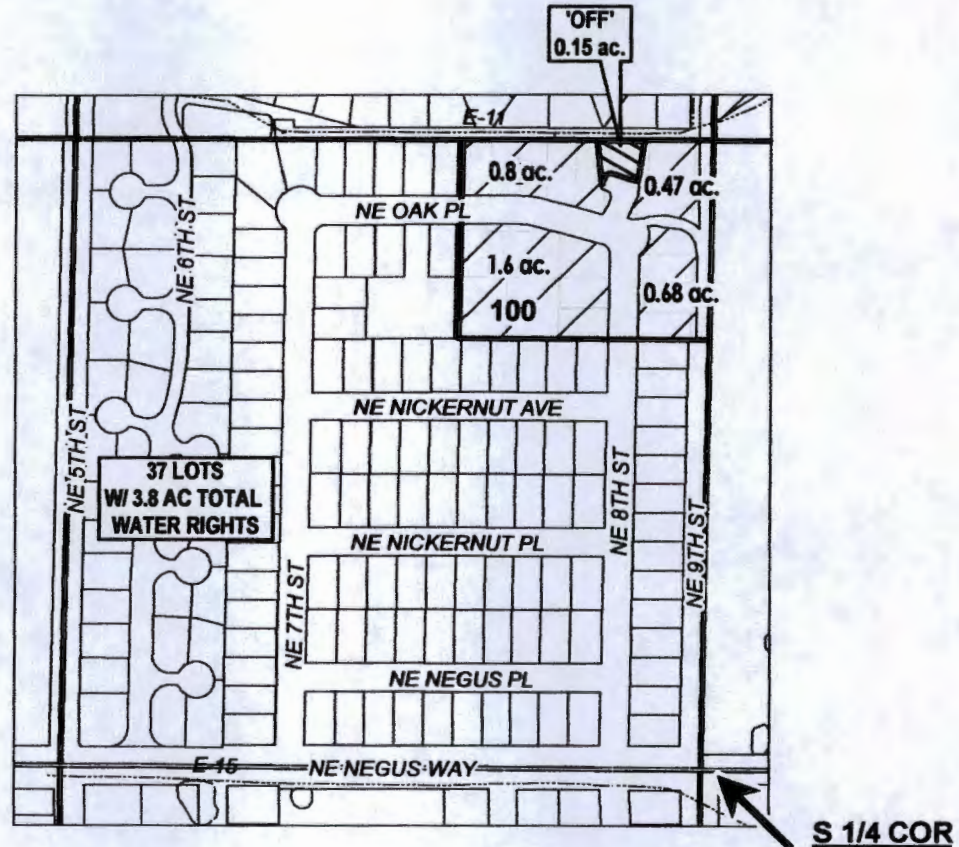 'OFF'
0.15 ac.
E-11
0.8 ac.
0.47 ac.
NE OAK PL
NE 6TH ST
1.6 ac.
100
0.68 ac.
NE NICKERNUT AVE
NE 5TH ST
37 LOTS
W/ 3.8 AC TOTAL
WATER RIGHTS
NE 8TH ST
NE 9TH ST
NE NICKERNUT PL
NE 7TH ST
NE NEGUS PL
E-15
NE NEGUS WAY
S 1/4 COR